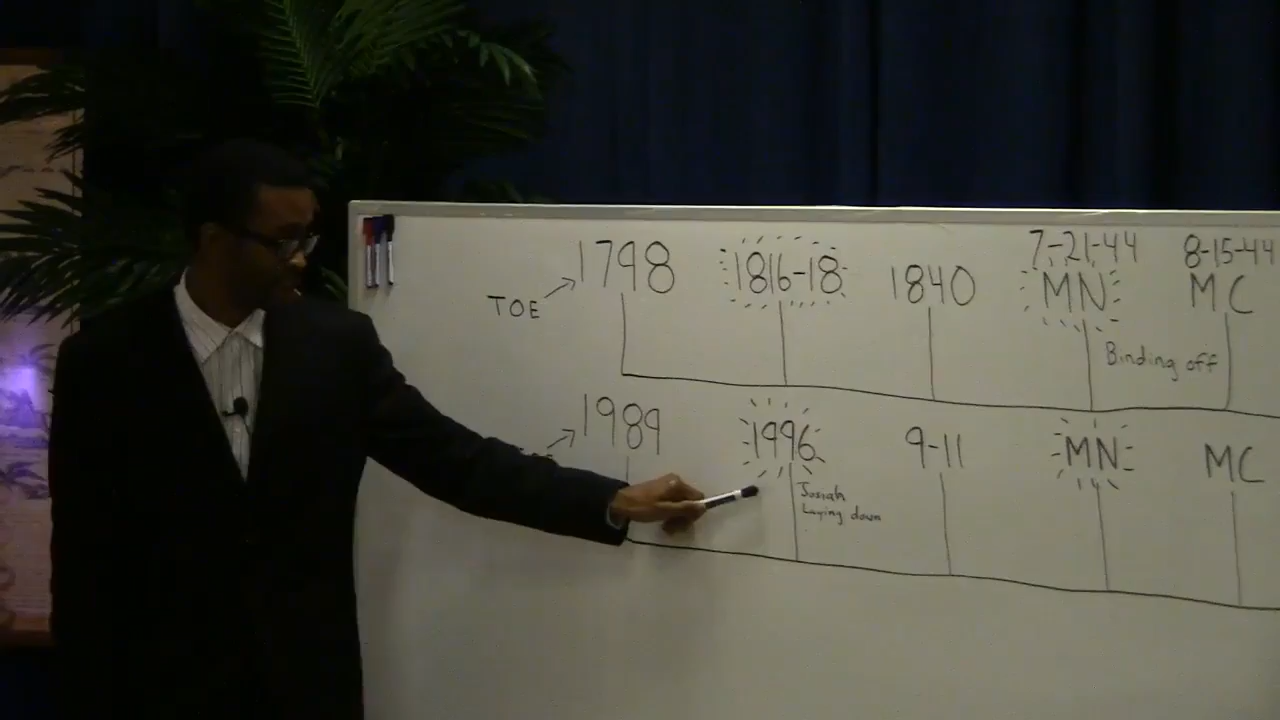 7-21-44 8-15-44
TOE → 1798 1816-18 1840 MN MC
Binding off
1989 1996 9-11 MN MC
Josiah
Laying down